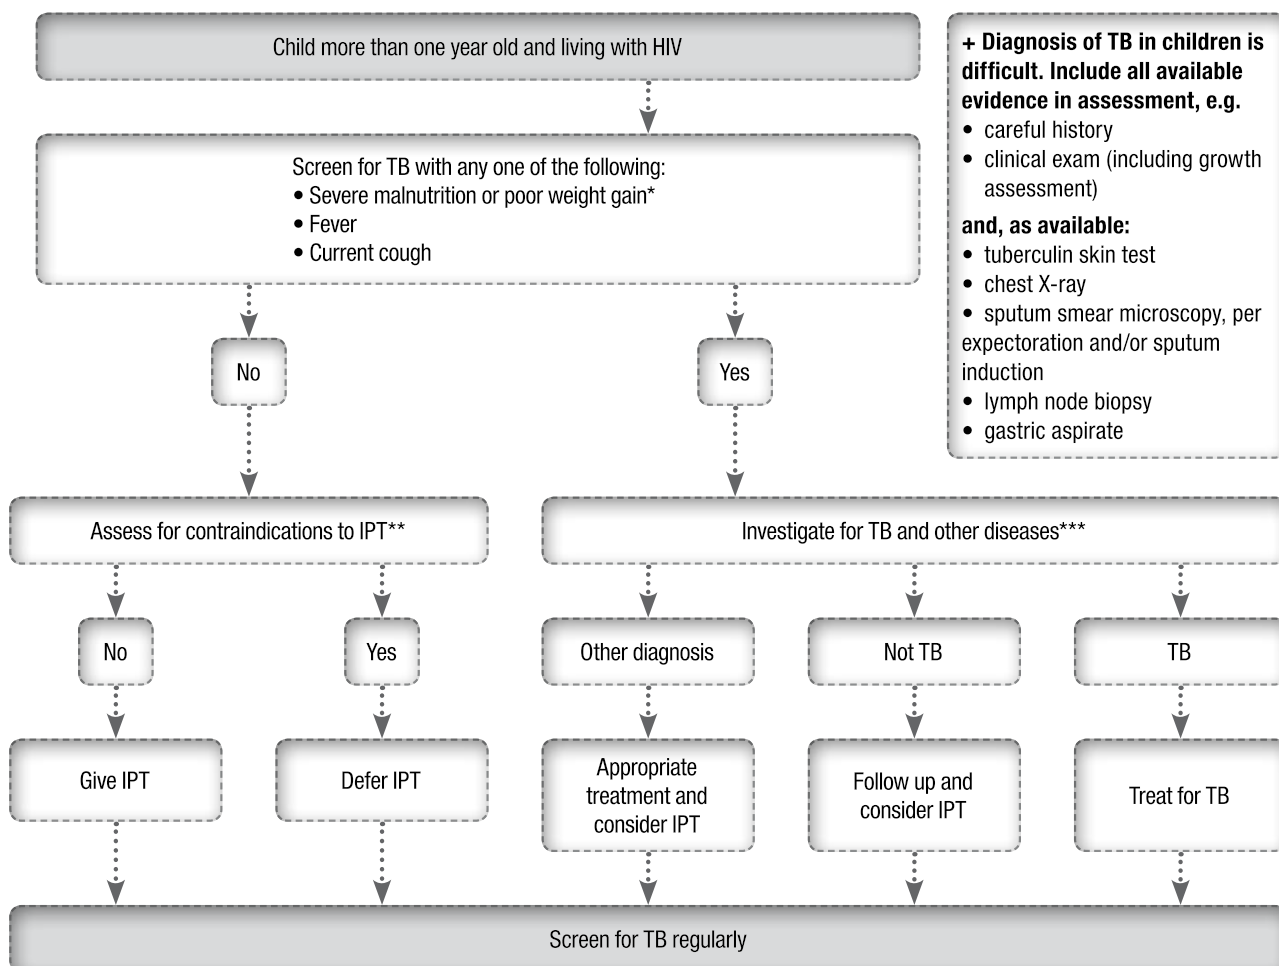 Child more than one year old and living with HIV
Screen for TB with any one of the following:
• Severe malnutrition or poor weight gain*
• Fever
• Current cough
+ Diagnosis of TB in children is
difficult. Include all available
evidence in assessment, e.g.
• careful history
• clinical exam (including growth
assessment)
and, as available:
• tuberculin skin test
• chest X-ray
• sputum smear microscopy, per
expectoration and/or sputum
induction
• lymph node biopsy
• gastric aspirate
No
Yes
Assess for contraindications to IPT**
Investigate for TB and other diseases***
No
Yes
Other diagnosis
Not TB
TB
Give IPT
Defer IPT
Appropriate
treatment and
consider IPT
Follow up and
consider IPT
Treat for TB
Screen for TB regularly